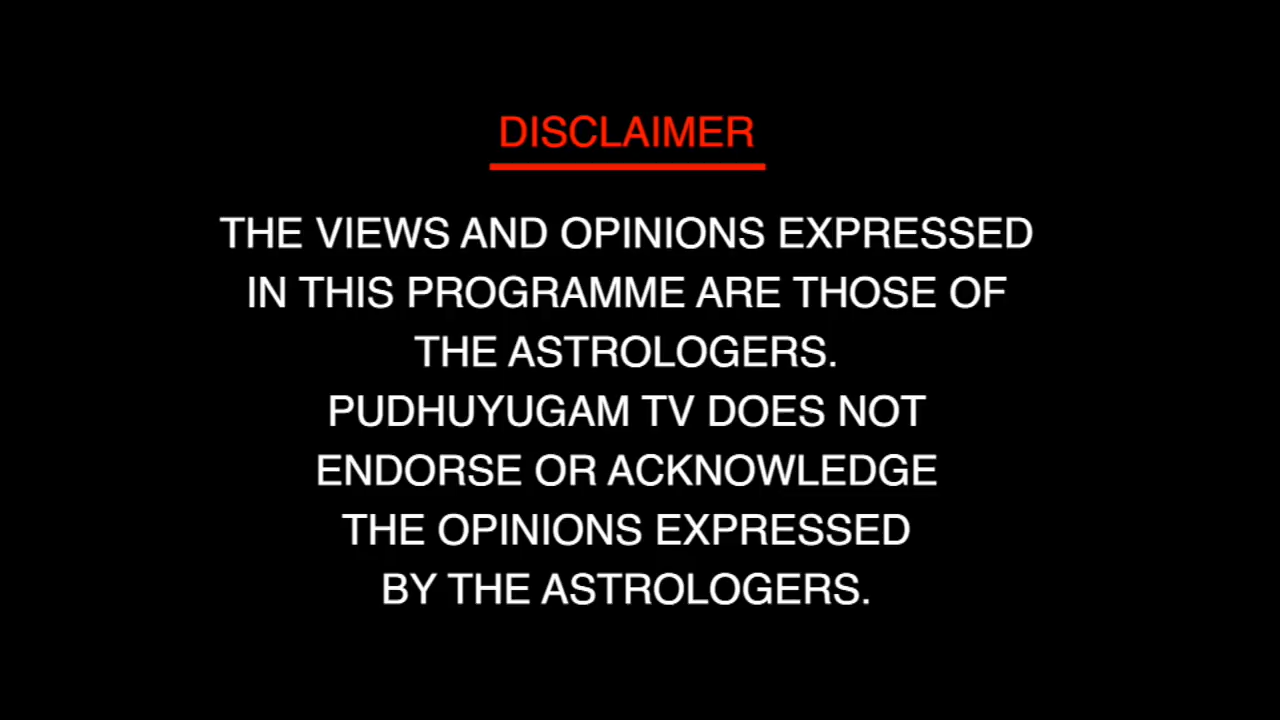 DISCLAIMER
THE VIEWS AND OPINIONS EXPRESSED
IN THIS PROGRAMME ARE THOSE OF
THE ASTROLOGERS.
PUDHUYUGAM TV DOES NOT
ENDORSE OR ACKNOWLEDGE
THE OPINIONS EXPRESSED
BY THE ASTROLOGERS.